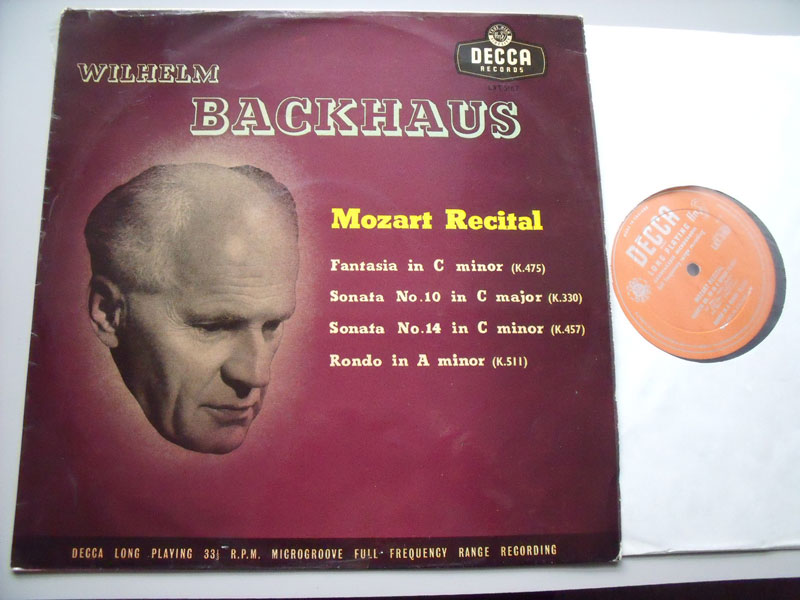 DECCA
RECORDS
WILHELM
BACKHAUS
Mozart Recital
Fantasia in C minor (K.475)
Sonata No.10 in C major (K.330)
Sonata No.14 in C minor (K.457)
Rondo in A minor (K.511)
DECCA LONG PLAYING 33⅓ R.P.M. MICROGROOVE FULL-FREQUENCY RANGE RECORDING
DECCA
LONG PLAYING